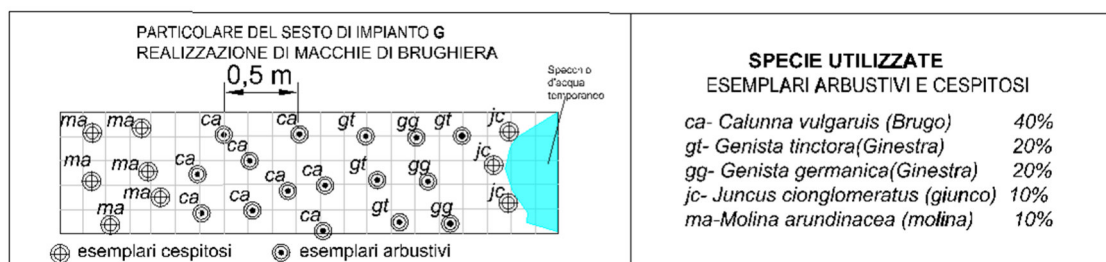 PARTICOLARE DEL SESTO DI IMPIANTO G
REALIZZAZIONE DI MACCHIE DI BRUGHIERA
0,5 m
Specchio
d'acqua
temporaneo
ma ma ca ca gt gg gt jc
ma ma ca ca ca ca gt gg jc
ma ma ca ca ca gt gg jc
esemplari cespitosi esemplari arbustivi
SPECIE UTILIZZATE
ESEMPLARI ARBUSTIVI E CESPITOSI
ca- Calunna vulgaruis (Brugo) 40%
gt- Genista tinctora(Ginestra) 20%
gg- Genista germanica(Ginestra) 20%
jc- Juncus cionglomeratus (giunco) 10%
ma-Molina arundinacea (molina) 10%